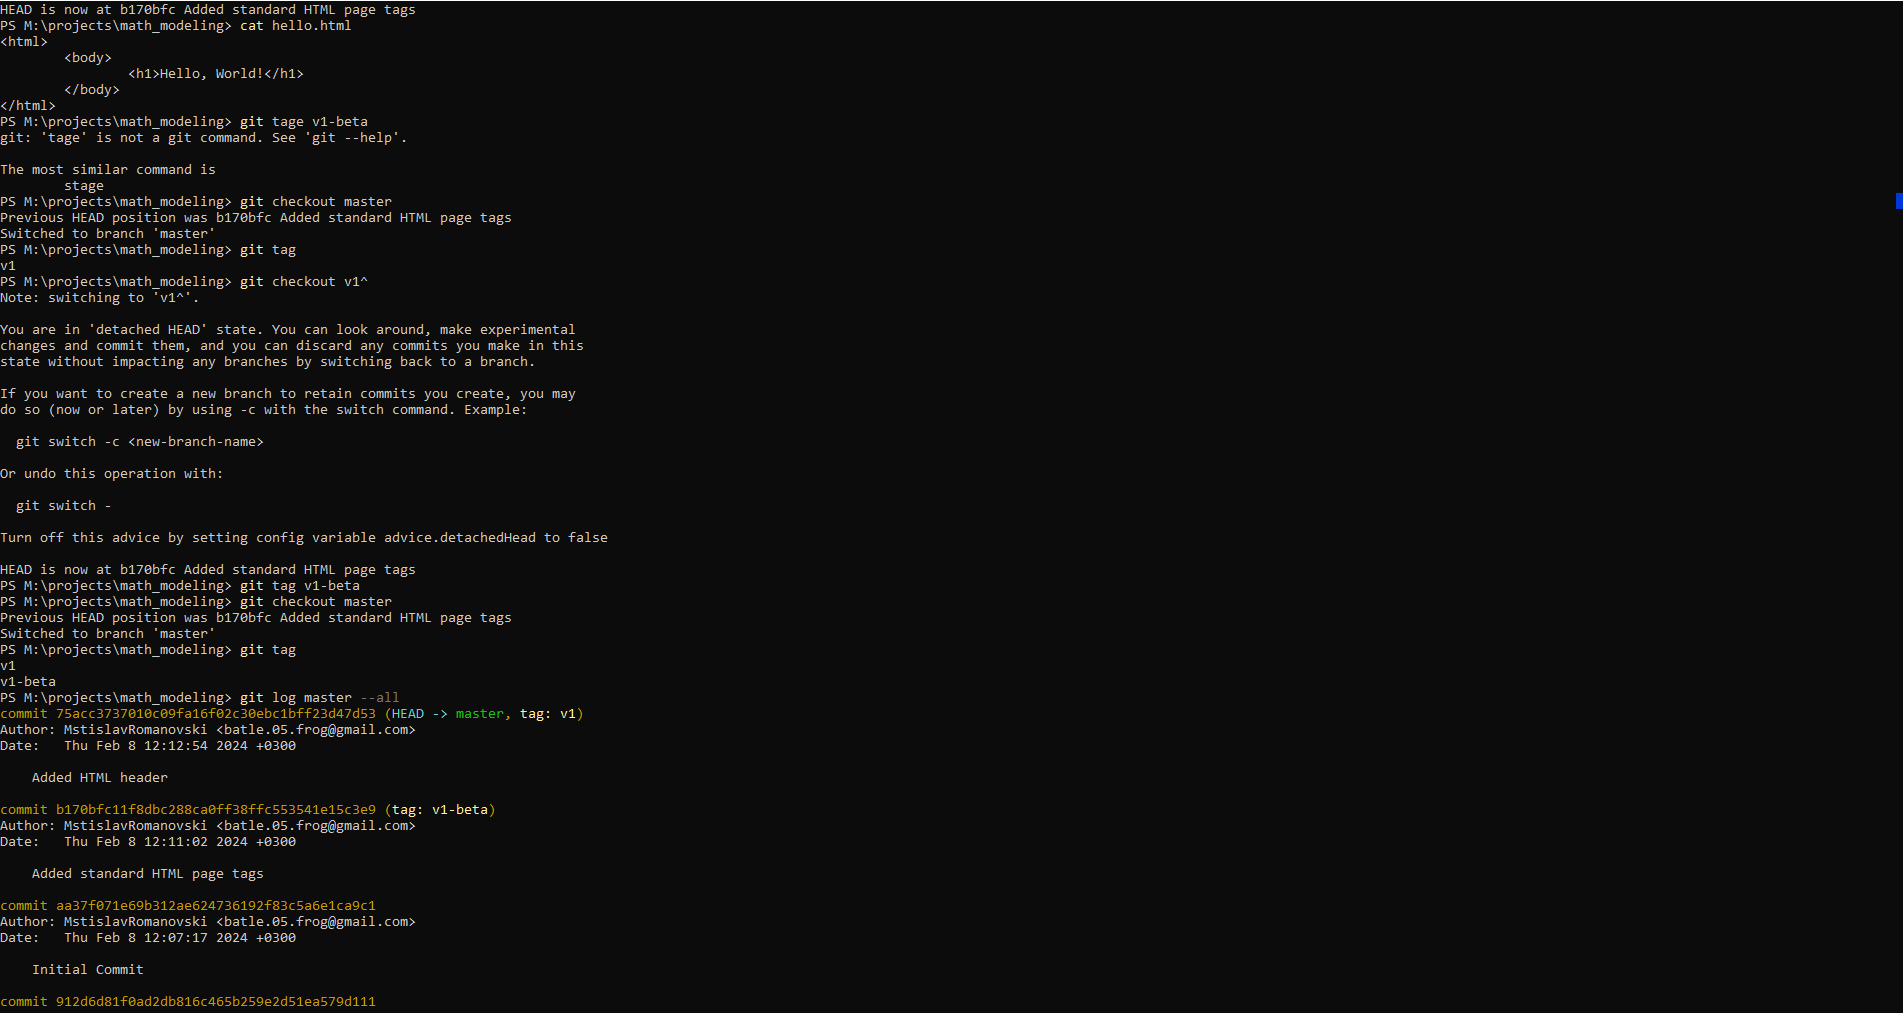 HEAD is now at b170bfc Added standard HTML page tags
PS M:\projects\math_modeling> cat hello.html
<html>
        <body>
                <h1>Hello, World!</h1>
        </body>
</html>
PS M:\projects\math_modeling> git tage v1-beta
git: 'tage' is not a git command. See 'git --help'.

The most similar command is
        stage
PS M:\projects\math_modeling> git checkout master
Previous HEAD position was b170bfc Added standard HTML page tags
Switched to branch 'master'
PS M:\projects\math_modeling> git tag
v1
PS M:\projects\math_modeling> git checkout v1^
Note: switching to 'v1^'.

You are in 'detached HEAD' state. You can look around, make experimental
changes and commit them, and you can discard any commits you make in this
state without impacting any branches by switching back to a branch.

If you want to create a new branch to retain commits you create, you may
do so (now or later) by using -c with the switch command. Example:

  git switch -c <new-branch-name>

Or undo this operation with:

  git switch -

Turn off this advice by setting config variable advice.detachedHead to false

HEAD is now at b170bfc Added standard HTML page tags
PS M:\projects\math_modeling> git tag v1-beta
PS M:\projects\math_modeling> git checkout master
Previous HEAD position was b170bfc Added standard HTML page tags
Switched to branch 'master'
PS M:\projects\math_modeling> git tag
v1
v1-beta
PS M:\projects\math_modeling> git log master --all
commit 75acc3737010c09fa16f02c30ebc1bff23d47d53 (HEAD -> master, tag: v1)
Author: MstislavRomanovski <batle.05.frog@gmail.com>
Date:   Thu Feb 8 12:12:54 2024 +0300

    Added HTML header

commit b170bfc11f8dbc288ca0ff38ffc553541e15c3e9 (tag: v1-beta)
Author: MstislavRomanovski <batle.05.frog@gmail.com>
Date:   Thu Feb 8 12:11:02 2024 +0300

    Added standard HTML page tags

commit aa37f071e69b312ae624736192f83c5a6e1ca9c1
Author: MstislavRomanovski <batle.05.frog@gmail.com>
Date:   Thu Feb 8 12:07:17 2024 +0300

    Initial Commit

commit 912d6d81f0ad2db816c465b259e2d51ea579d111